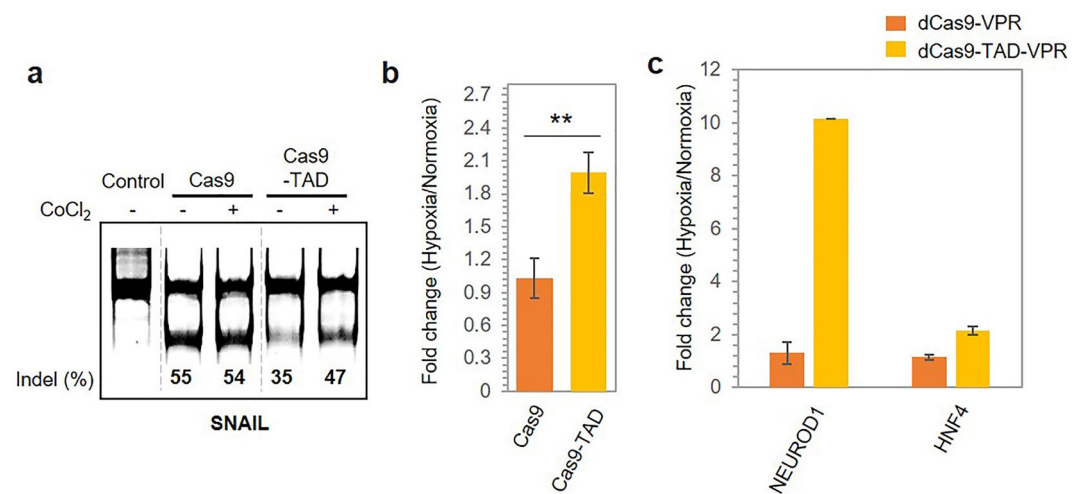 dCas9-VPR
dCas9-TAD-VPR
a
Control
Cas9
Cas9
-TAD
CoCl2
-
-
+
-
+
Indel (%)
55
54
35
47
SNAIL
b
Fold change (Hypoxia/Normoxia)
2.7
2.4
2.1
1.8
1.5
1.2
0.9
0.6
0.3
0
**
Cas9
Cas9-TAD
c
Fold change (Hypoxia/Normoxia)
12
10
8
6
4
2
0
NEUROD1
HNF4